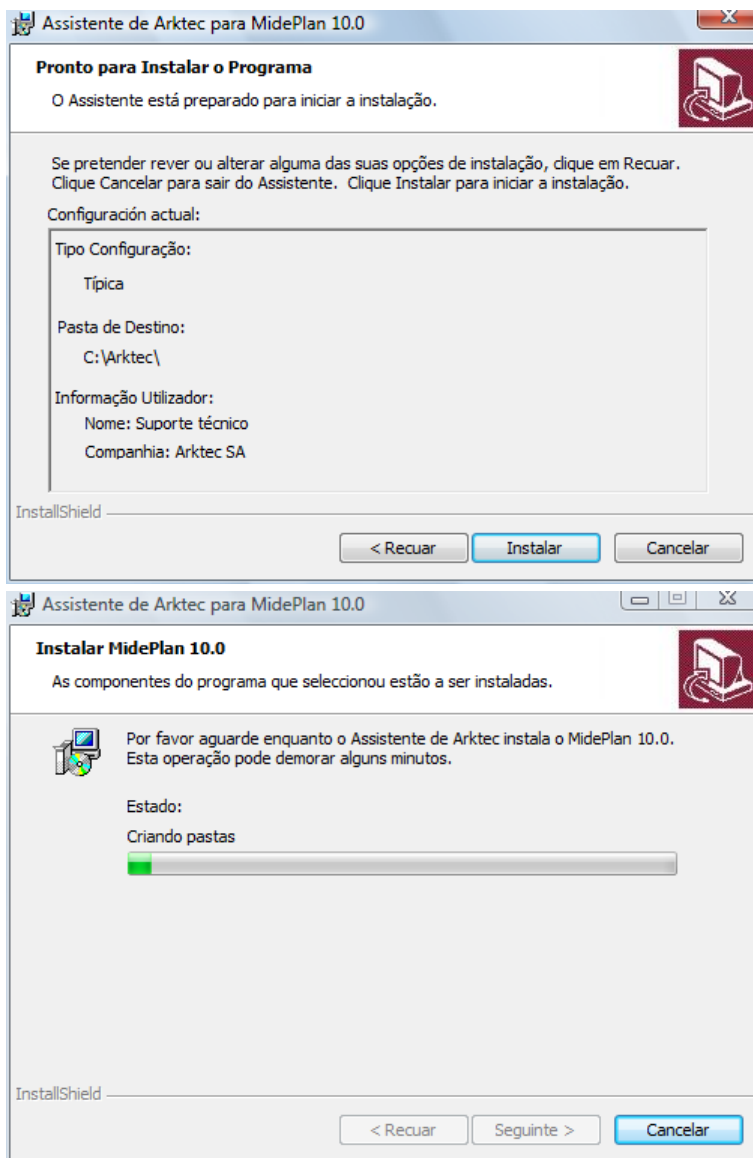 Assistente de Arktec para MidePlan 10.0
Pronto para Instalar o Programa
O Assistente está preparado para iniciar a instalação.
Se pretender rever ou alterar alguma das suas opções de instalação, clique em Recuar.
Clique Cancelar para sair do Assistente. Clique Instalar para iniciar a instalação.
Configuración actual:
Tipo Configuração:
Típica
Pasta de Destino:
C:\Arktec\
Informação Utilizador:
Nome: Suporte técnico
Companhia: Arktec SA
InstallShield
< Recuar Instalar Cancelar
Assistente de Arktec para MidePlan 10.0
Instalar MidePlan 10.0
As componentes do programa que seleccionou estão a ser instaladas.
Por favor aguarde enquanto o Assistente de Arktec instala o MidePlan 10.0.
Esta operação pode demorar alguns minutos.
Estado:
Criando pastas
InstallShield
< Recuar Seguinte > Cancelar